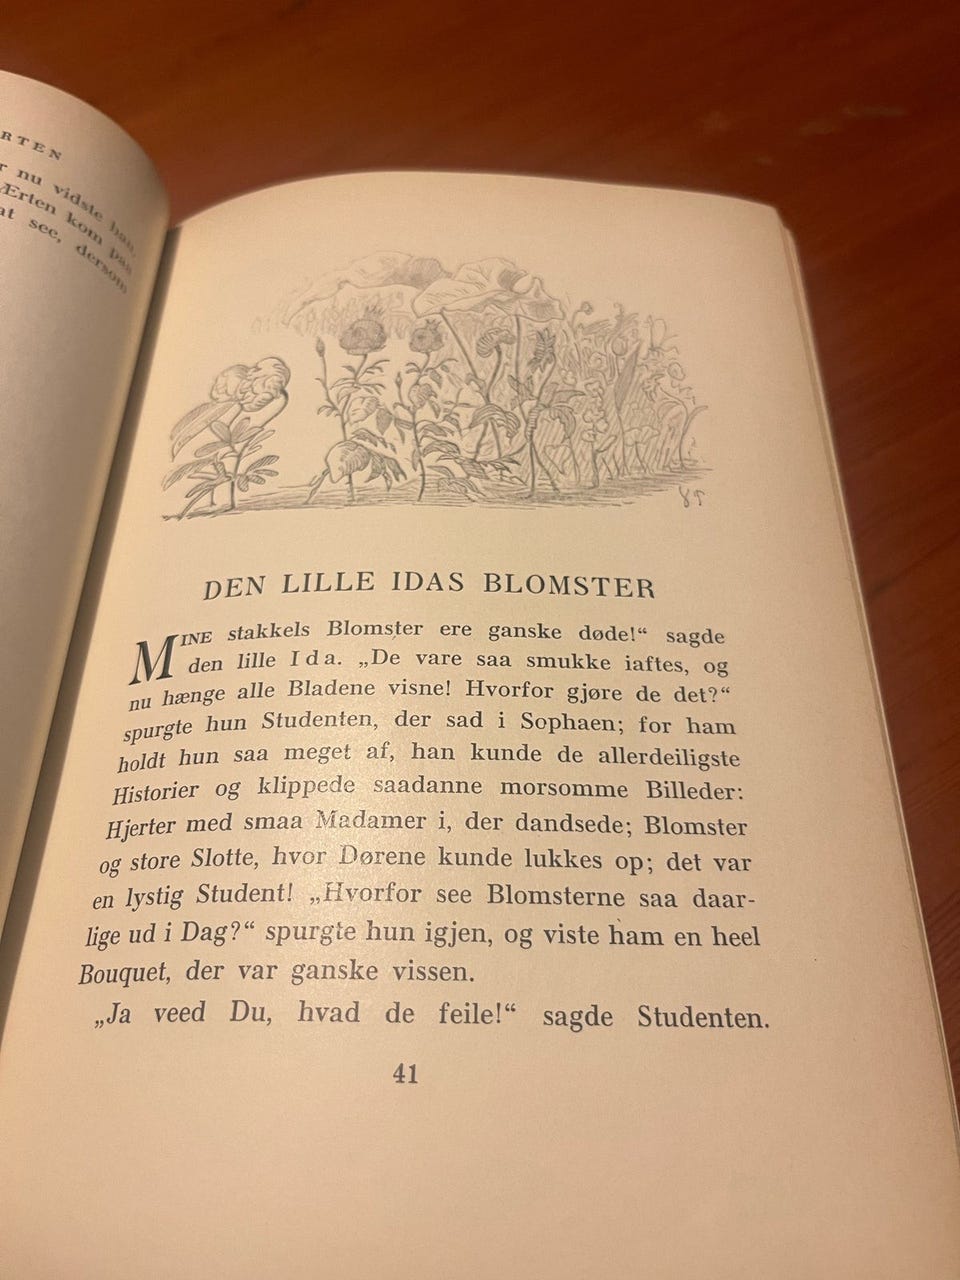 RTEN
r nu vidste han,
Ærten kom paa
at see, dersom
DEN LILLE IDAS BLOMSTER
MINE stakkels Blomster ere ganske døde!“ sagde
den lille Ida. „De vare saa smukke iaftes, og
nu hænge alle Bladene visne! Hvorfor gjøre de det?“
spurgte hun Studenten, der sad i Sophaen; for ham
holdt hun saa meget af, han kunde de allerdeiligste
Historier og klippede saadanne morsomme Billeder:
Hjerter med smaa Madamer i, der dandsede; Blomster
og store Slotte, hvor Dørene kunde lukkes op; det var
en lystig Student! „Hvorfor see Blomsterne saa daar-
lige ud i Dag?“ spurgte hun igjen, og viste ham en heel
Bouquet, der var ganske vissen.
„Ja veed Du, hvad de feile!“ sagde Studenten.
41